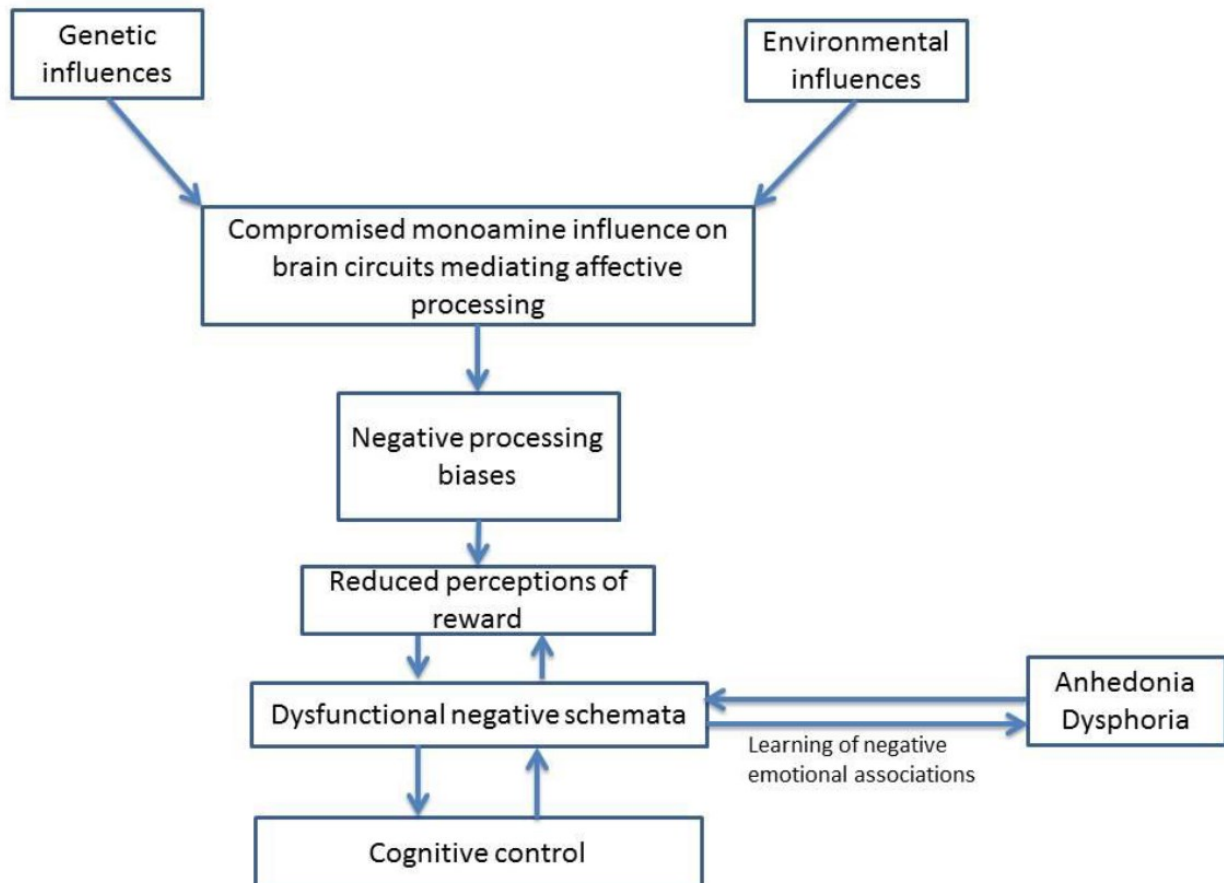 Genetic
influences
Environmental
influences
Compromised monoamine influence on
brain circuits mediating affective
processing
Negative processing
biases
Reduced perceptions of
reward
Dysfunctional negative schemata
Anhedonia
Dysphoria
Learning of negative
emotional associations
Cognitive control